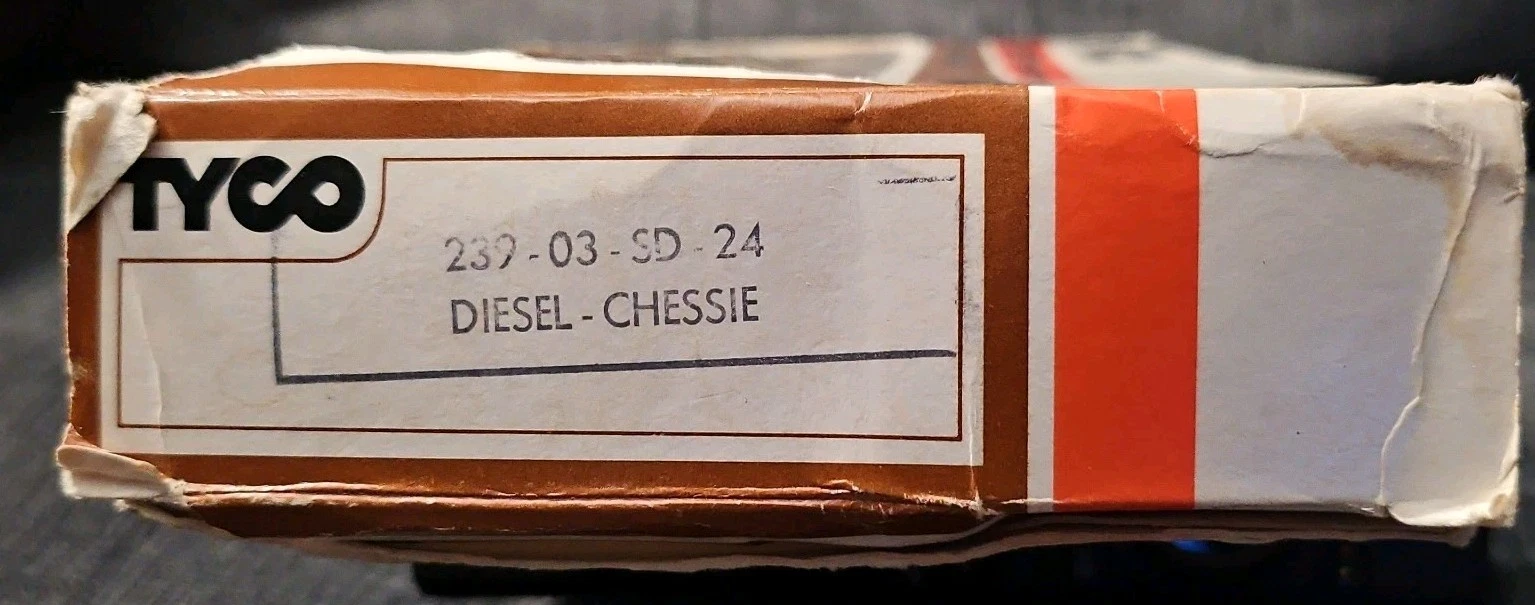 TYCO
239-03-SD-24
DIESEL-CHESSIE